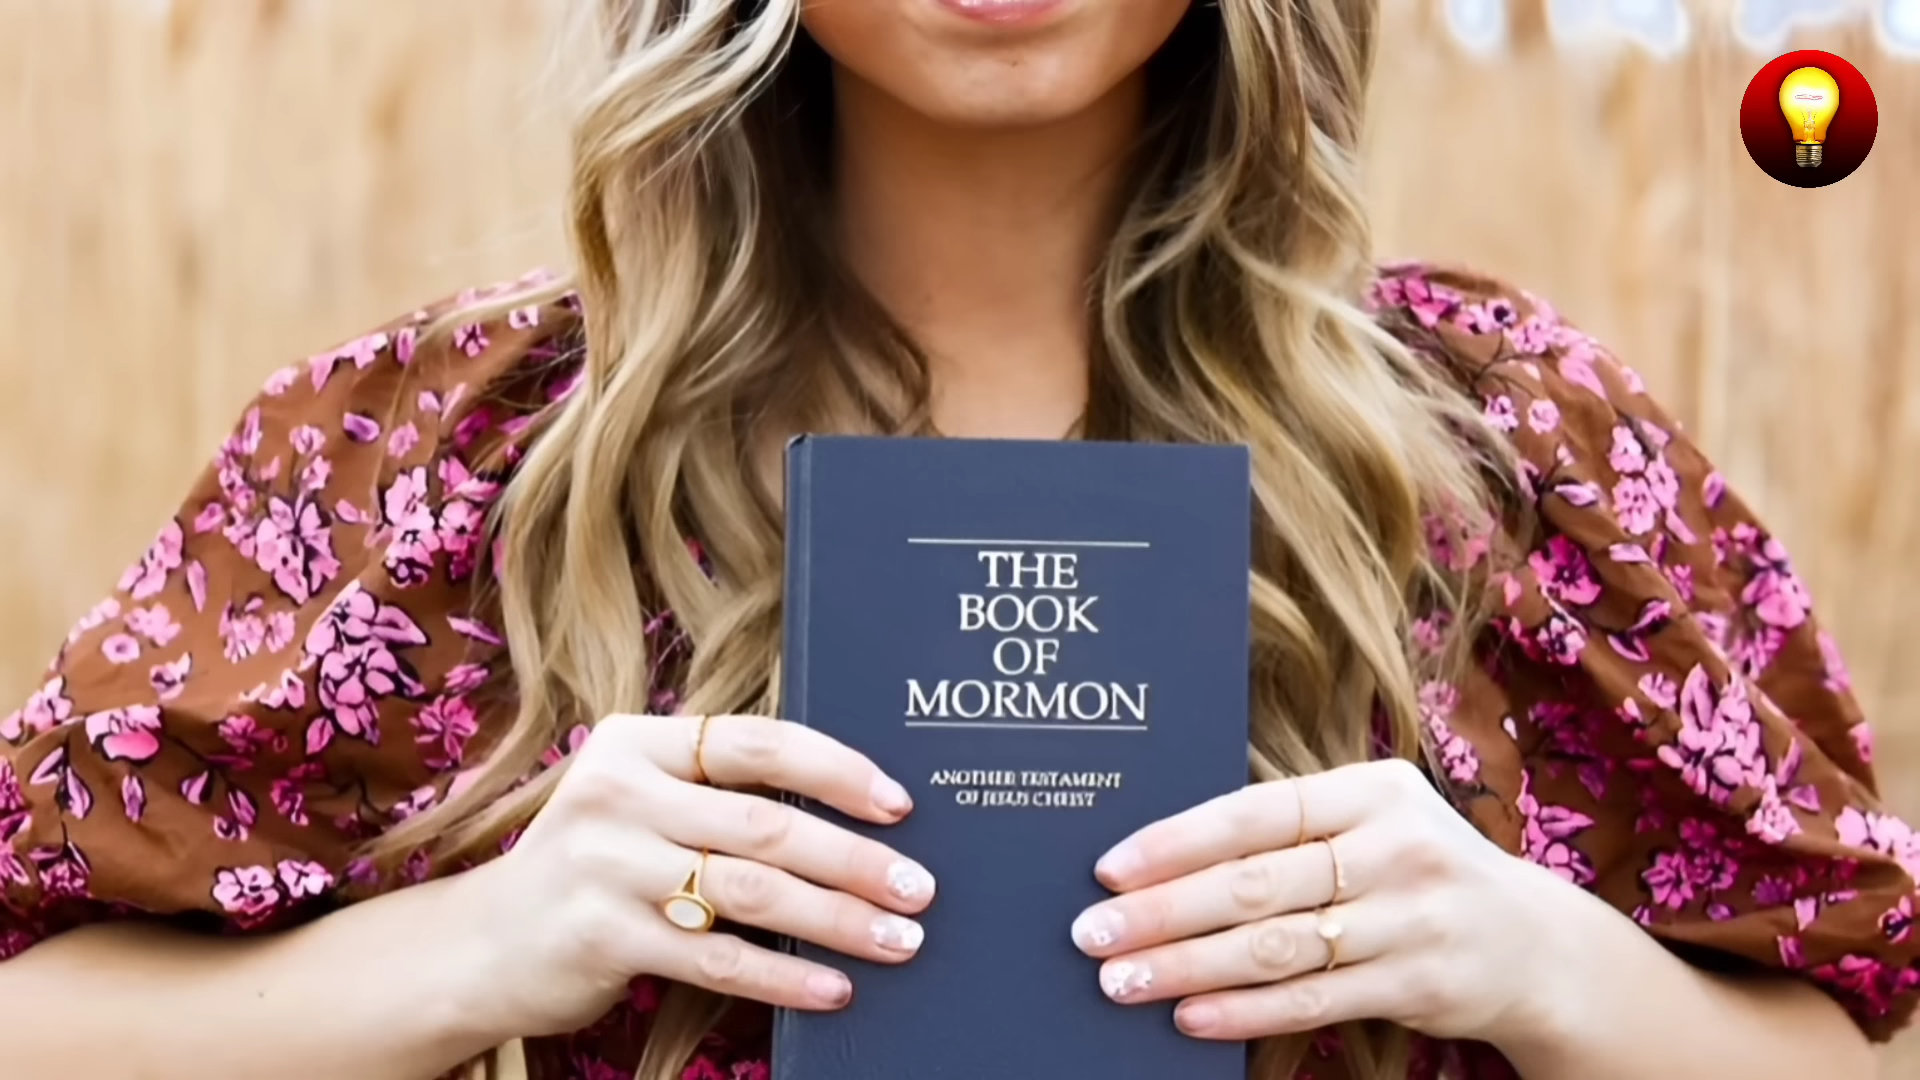 THE
BOOK
OF
MORMON
ANOTHER TESTAMENT
OF JESUS CHRIST